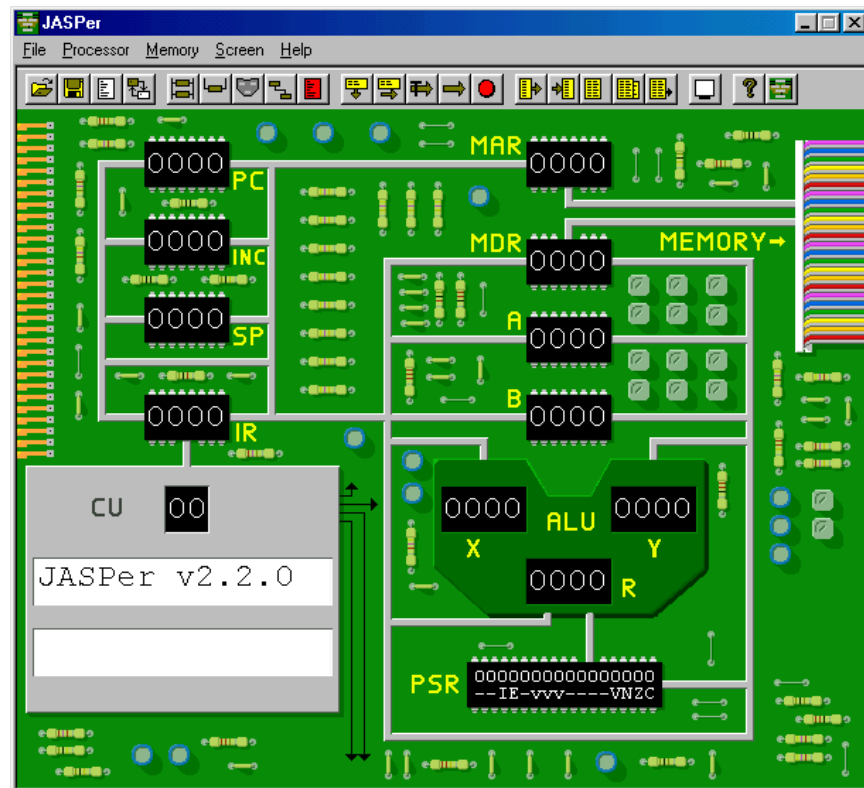 JASPer
File Processor Memory Screen Help
0000 PC
MAR 0000
0000 INC
MDR 0000
MEMORY→
0000 SP
A 0000
0000 IR
B 0000
CU 00
0000 X
ALU
0000 Y
JASPer v2.2.0
0000 R
PSR
0000000000000000
--IE-vvv----VNZC